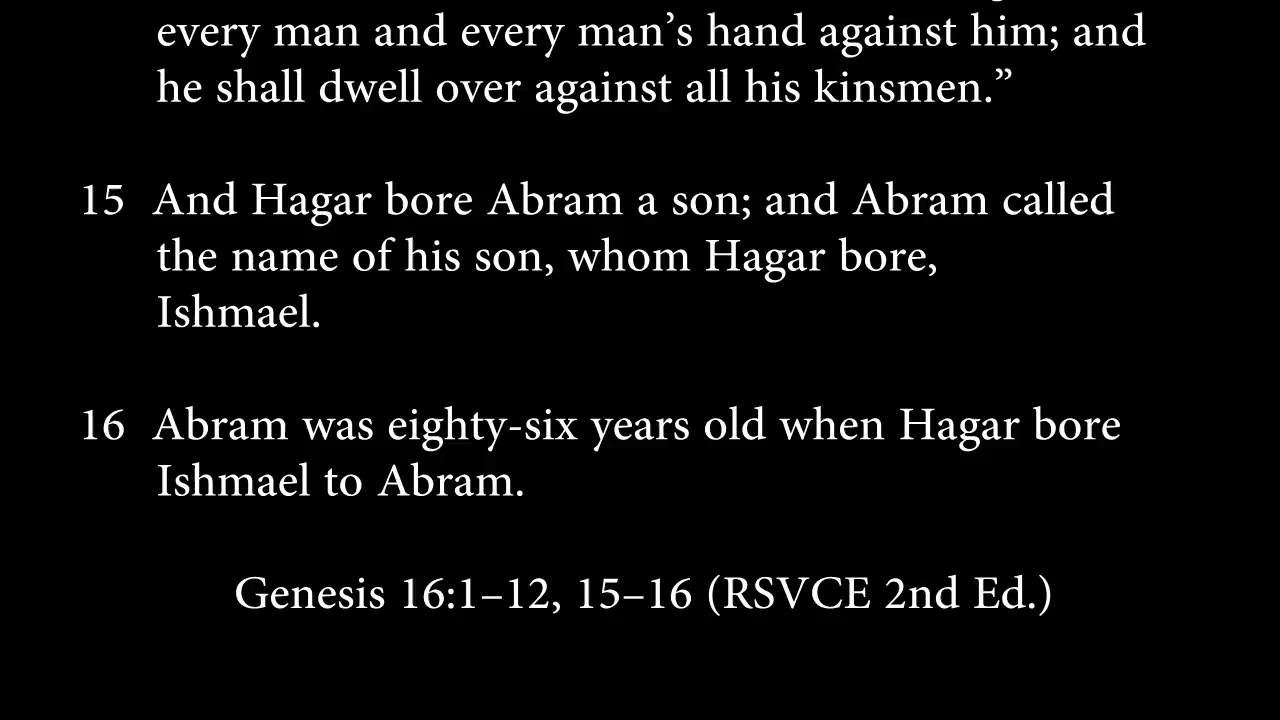 every man and every man’s hand against him; and
he shall dwell over against all his kinsmen.”
15 And Hagar bore Abram a son; and Abram called
the name of his son, whom Hagar bore,
Ishmael.
16 Abram was eighty-six years old when Hagar bore
Ishmael to Abram.
Genesis 16:1–12, 15–16 (RSVCE 2nd Ed.)